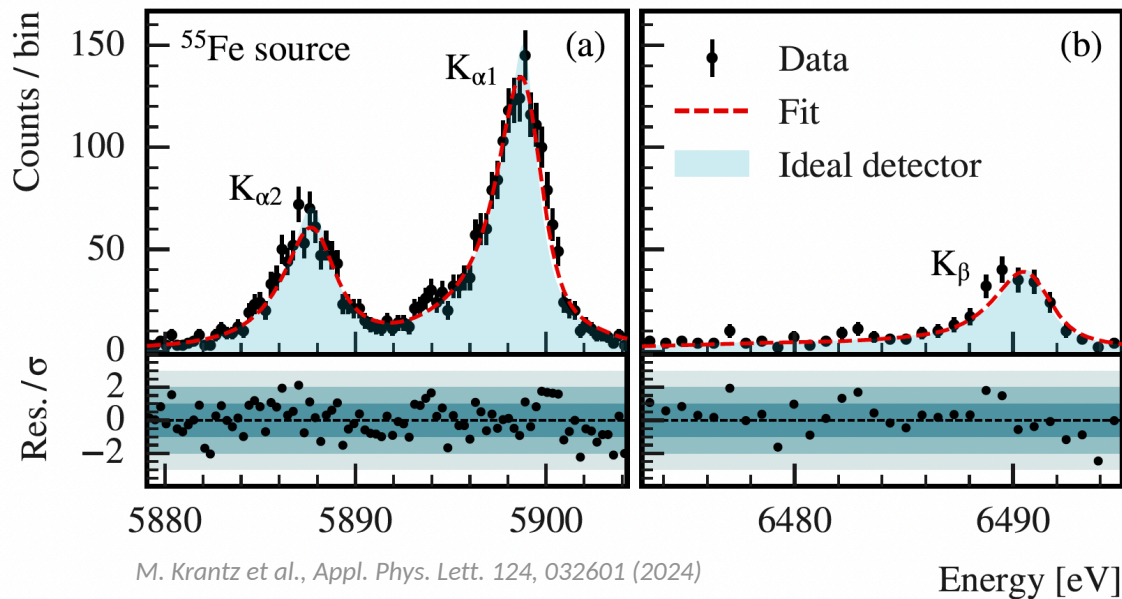 Counts / bin
150
100
50
0
⁵⁵Fe source
(a)
Kα1
Kα2
(b)
Data
Fit
Ideal detector
Kβ
Res. / σ
2
0
−2
5880
5890
5900
6480
6490
M. Krantz et al., Appl. Phys. Lett. 124, 032601 (2024)
Energy [eV]